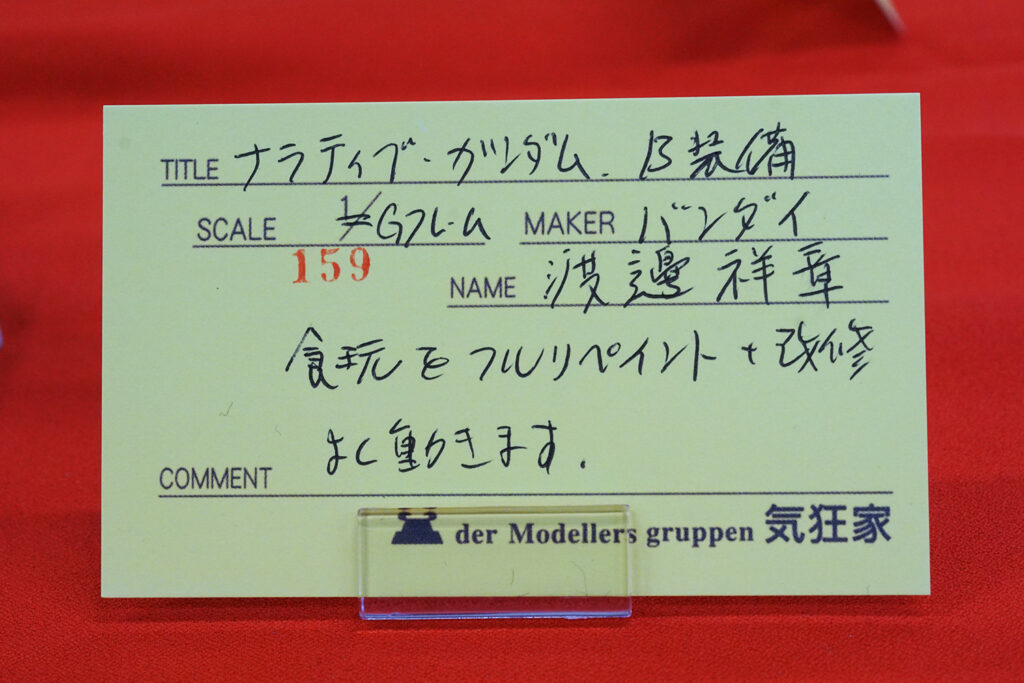 TITLE ナラティブ・ガンダム. B装備
SCALE 1/ Gフレーム MAKER バンダイ
159
NAME 渡邊祥章
食玩をフルリペイント+改修
よく動きます.
COMMENT
der Modellers gruppen 気狂家